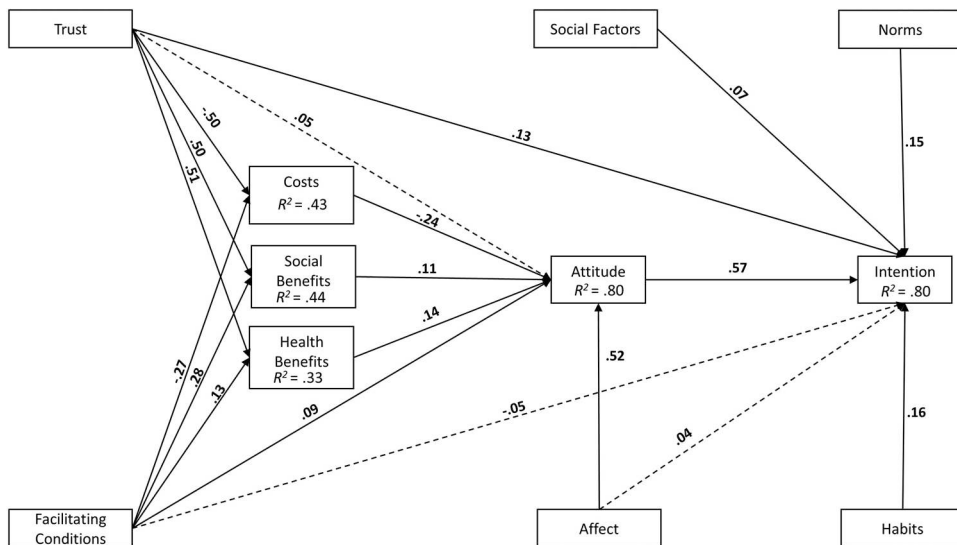 Trust
Social Factors
Norms
-.50
.50
.51
.05
.13
.07
.15
Costs
R² = .43
-.24
Social
Benefits
R² = .44
.11
Attitude
R² = .80
.57
Intention
R² = .80
Health
Benefits
R² = .33
.14
-.27
.28
.13
.09
-.05
.52
.04
.16
Facilitating
Conditions
Affect
Habits